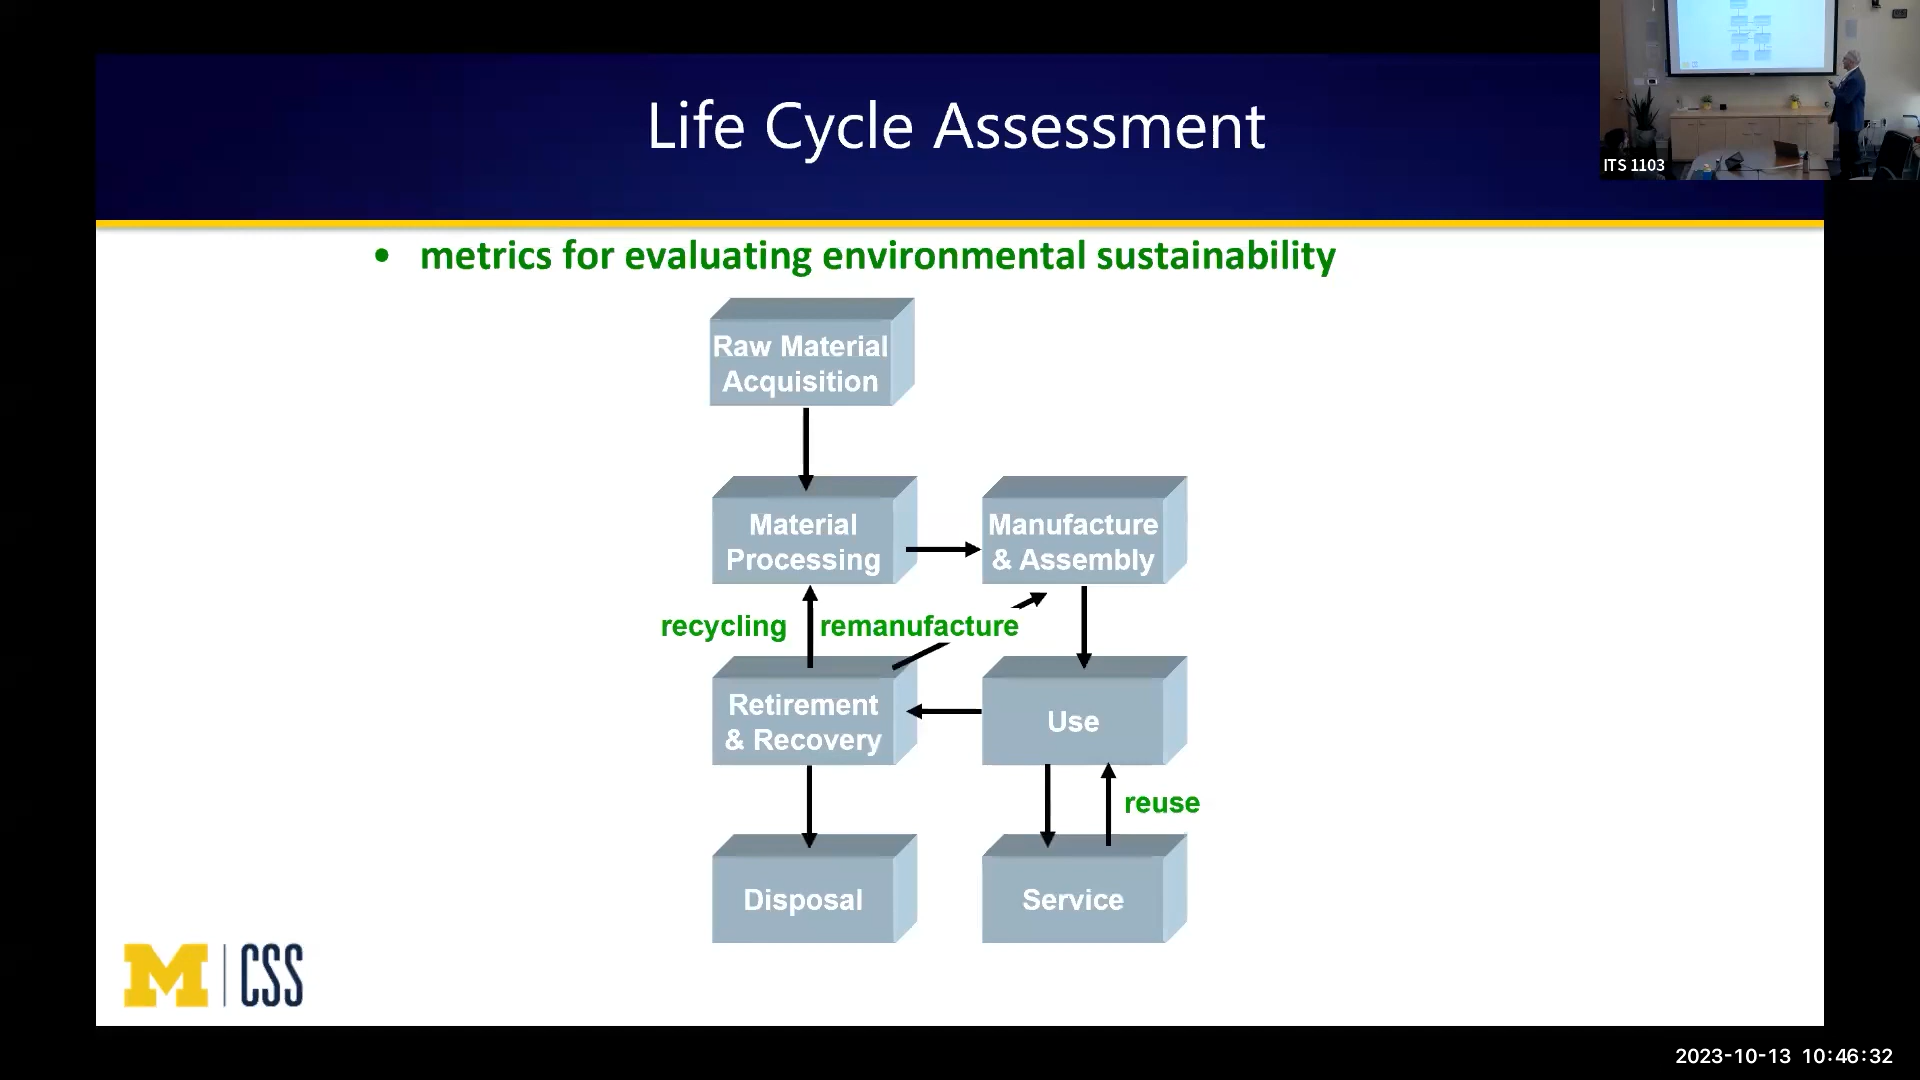 Life Cycle Assessment
ITS 1103
• metrics for evaluating environmental sustainability
Raw Material
Acquisition
Material
Processing
Manufacture
& Assembly
recycling
remanufacture
Retirement
& Recovery
Use
reuse
Disposal
Service
M | CSS
2023-10-13 10:46:32